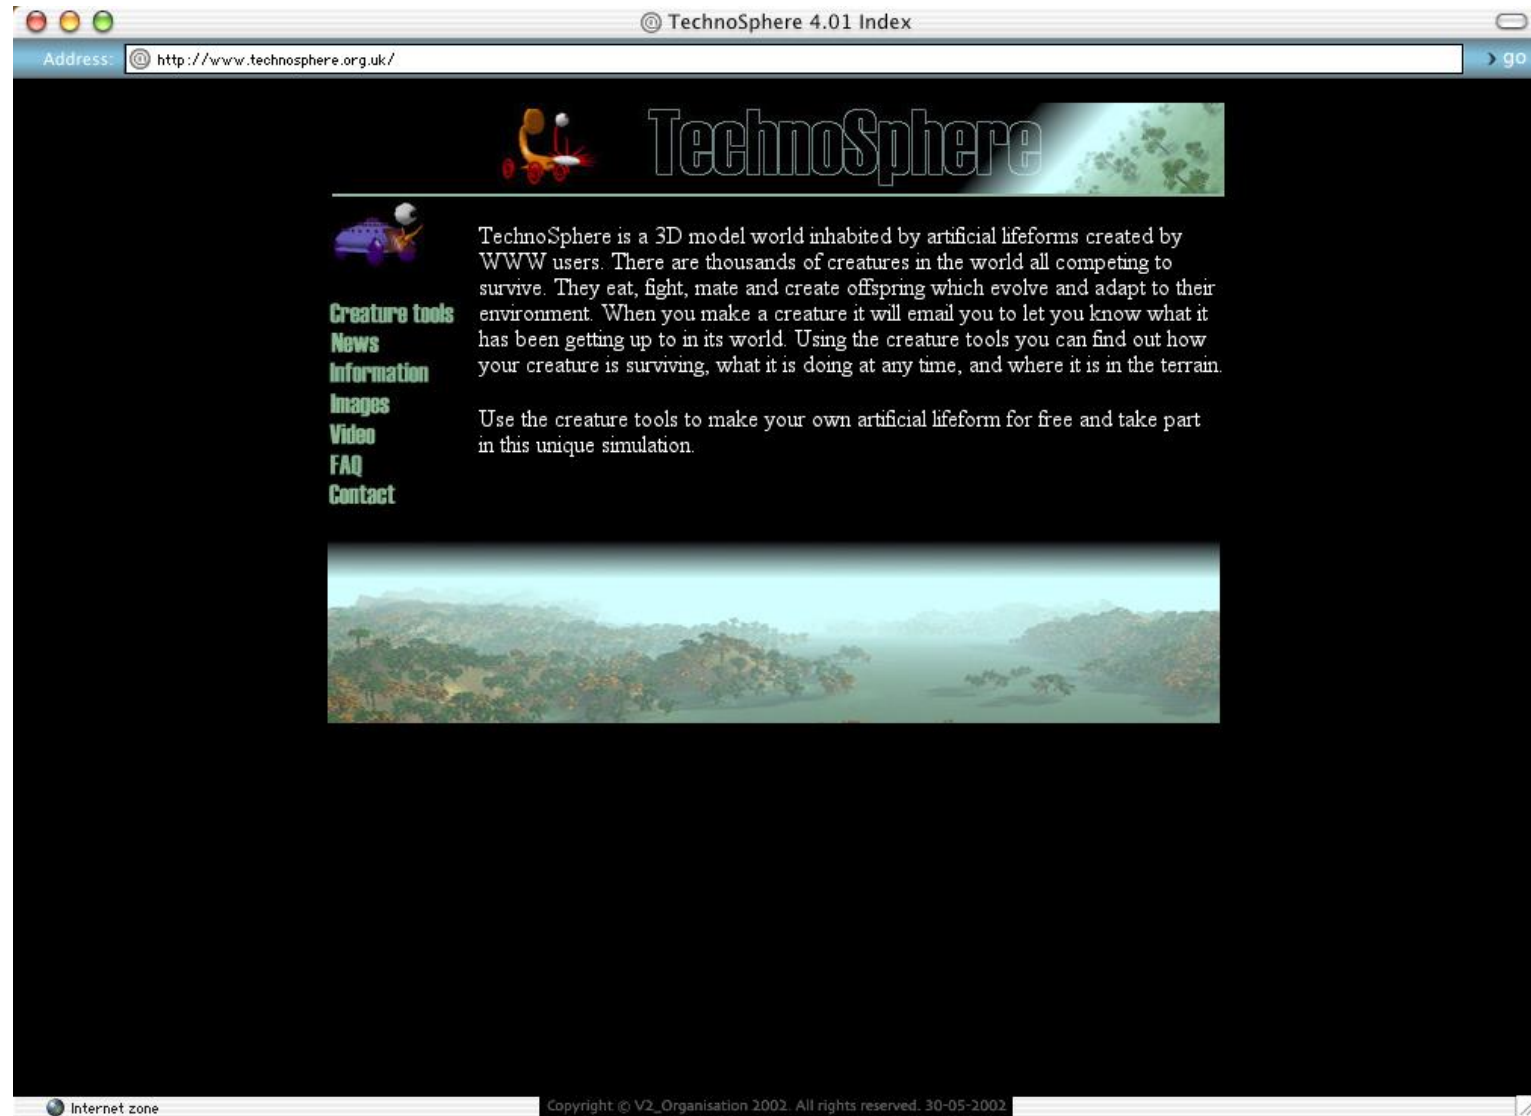 @ TechnoSphere 4.01 Index
Address: @ http://www.technosphere.org.uk/ › go
TechnoSphere
TechnoSphere is a 3D model world inhabited by artificial lifeforms created by
WWW users. There are thousands of creatures in the world all competing to
survive. They eat, fight, mate and create offspring which evolve and adapt to their
environment. When you make a creature it will email you to let you know what it
has been getting up to in its world. Using the creature tools you can find out how
your creature is surviving, what it is doing at any time, and where it is in the terrain.
Use the creature tools to make your own artificial lifeform for free and take part
in this unique simulation.
Creature tools
News
Information
Images
Video
FAQ
Contact
Internet zone
Copyright © V2_Organisation 2002. All rights reserved. 30-05-2002